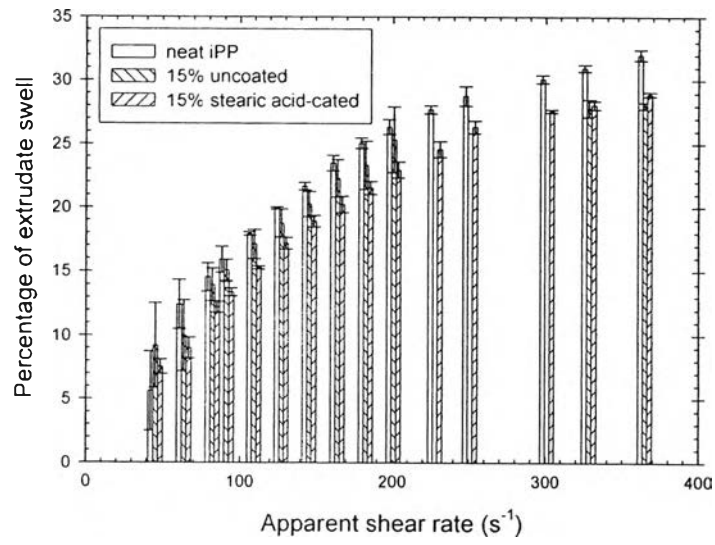 35
30
25
20
15
10
5
0
Percentage of extrudate swell
neat iPP
15% uncoated
15% stearic acid-cated
0 100 200 300 400
Apparent shear rate (s⁻¹)